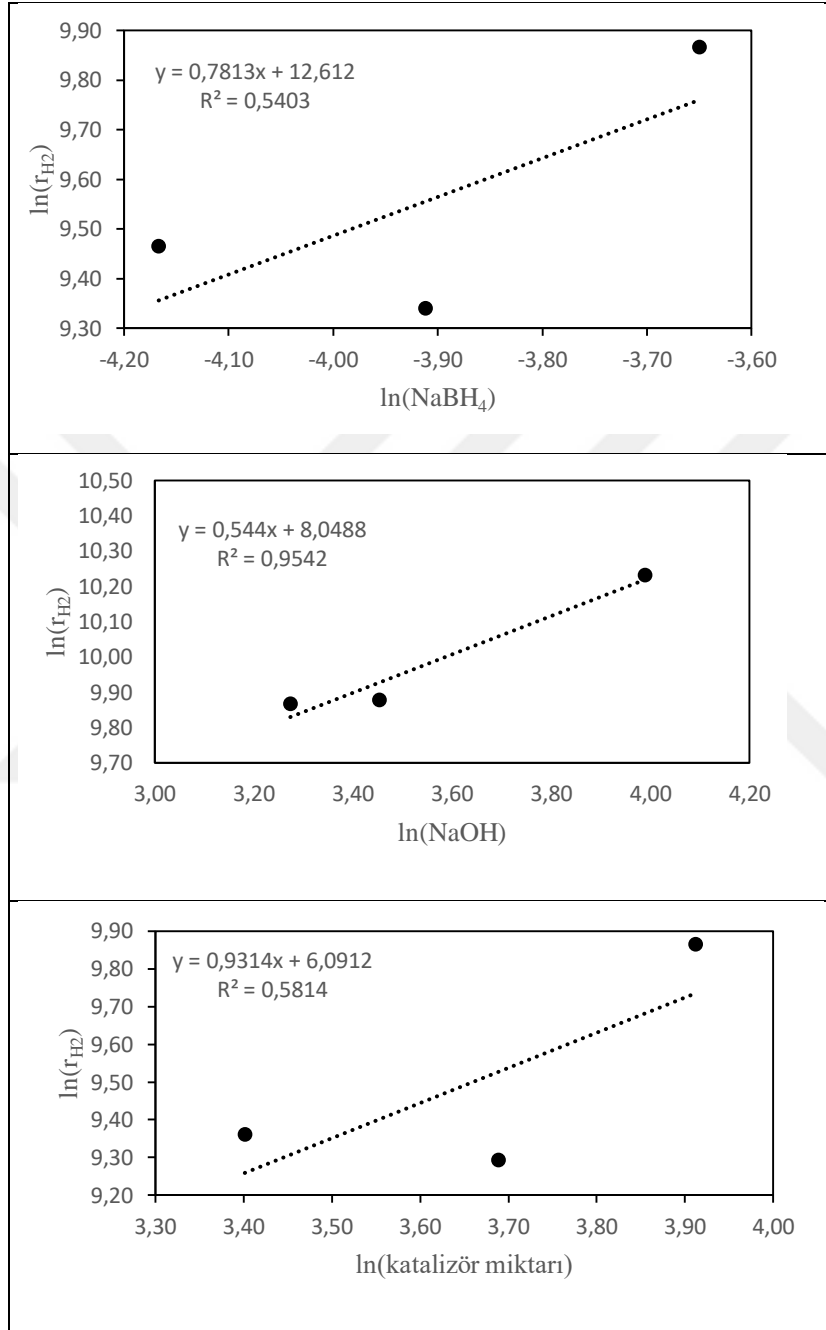 9,90
9,80
9,70
9,60
9,50
9,40
9,30
y = 0,7813x + 12,612
R² = 0,5403
ln(r_H2)
-4,20 -4,10 -4,00 -3,90 -3,80 -3,70 -3,60
ln(NaBH₄)
10,50
10,40
10,30
10,20
10,10
10,00
9,90
9,80
9,70
y = 0,544x + 8,0488
R² = 0,9542
ln(r_H2)
3,00 3,20 3,40 3,60 3,80 4,00 4,20
ln(NaOH)
9,90
9,80
9,70
9,60
9,50
9,40
9,30
9,20
y = 0,9314x + 6,0912
R² = 0,5814
ln(r_H2)
3,30 3,40 3,50 3,60 3,70 3,80 3,90 4,00
ln(katalizör miktarı)